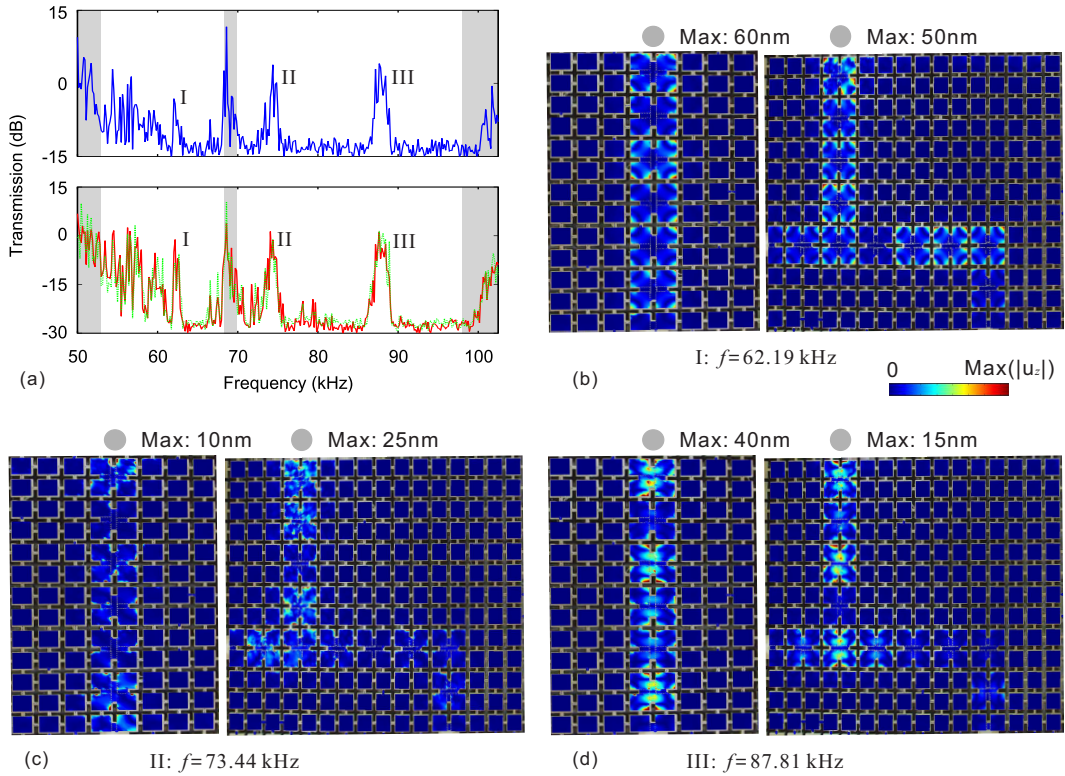 15
0
-15
I
II
III
15
0
-15
-30
I
II
III
Transmission (dB)
50
60
70
80
90
100
Frequency (kHz)
(a)
Max: 60nm
Max: 50nm
(b)
I: f=62.19 kHz
0
Max(|uz|)
Max: 10nm
Max: 25nm
(c)
II: f=73.44 kHz
Max: 40nm
Max: 15nm
(d)
III: f=87.81 kHz